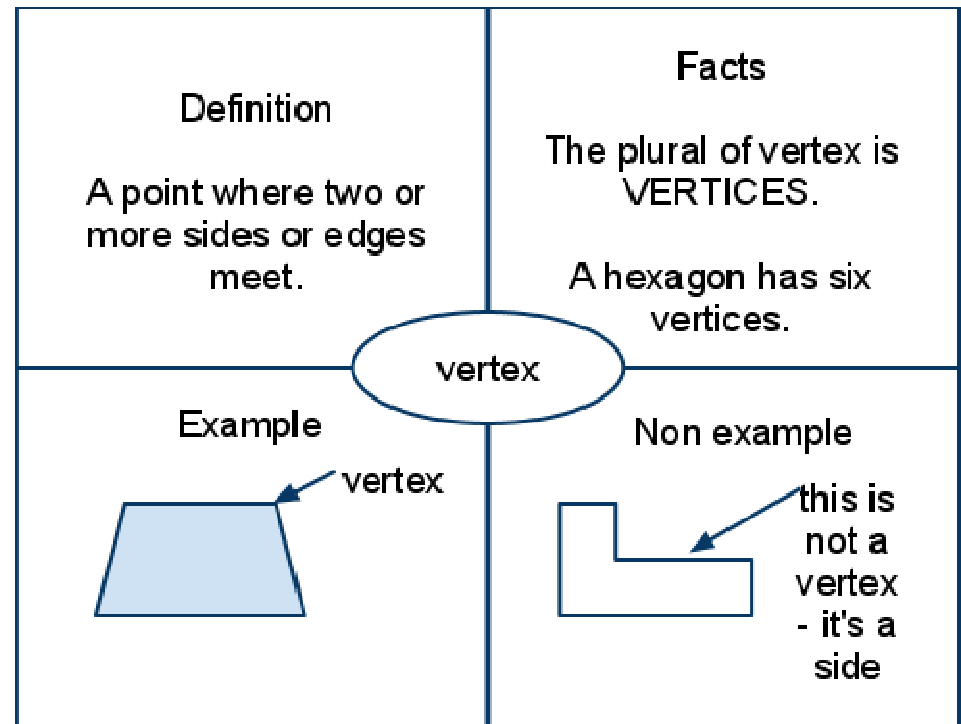 Definition
A point where two or
more sides or edges
meet.
Facts
The plural of vertex is
VERTICES.
A hexagon has six
vertices.
vertex
Example
vertex
Non example
this is
not a
vertex
- it's a
side